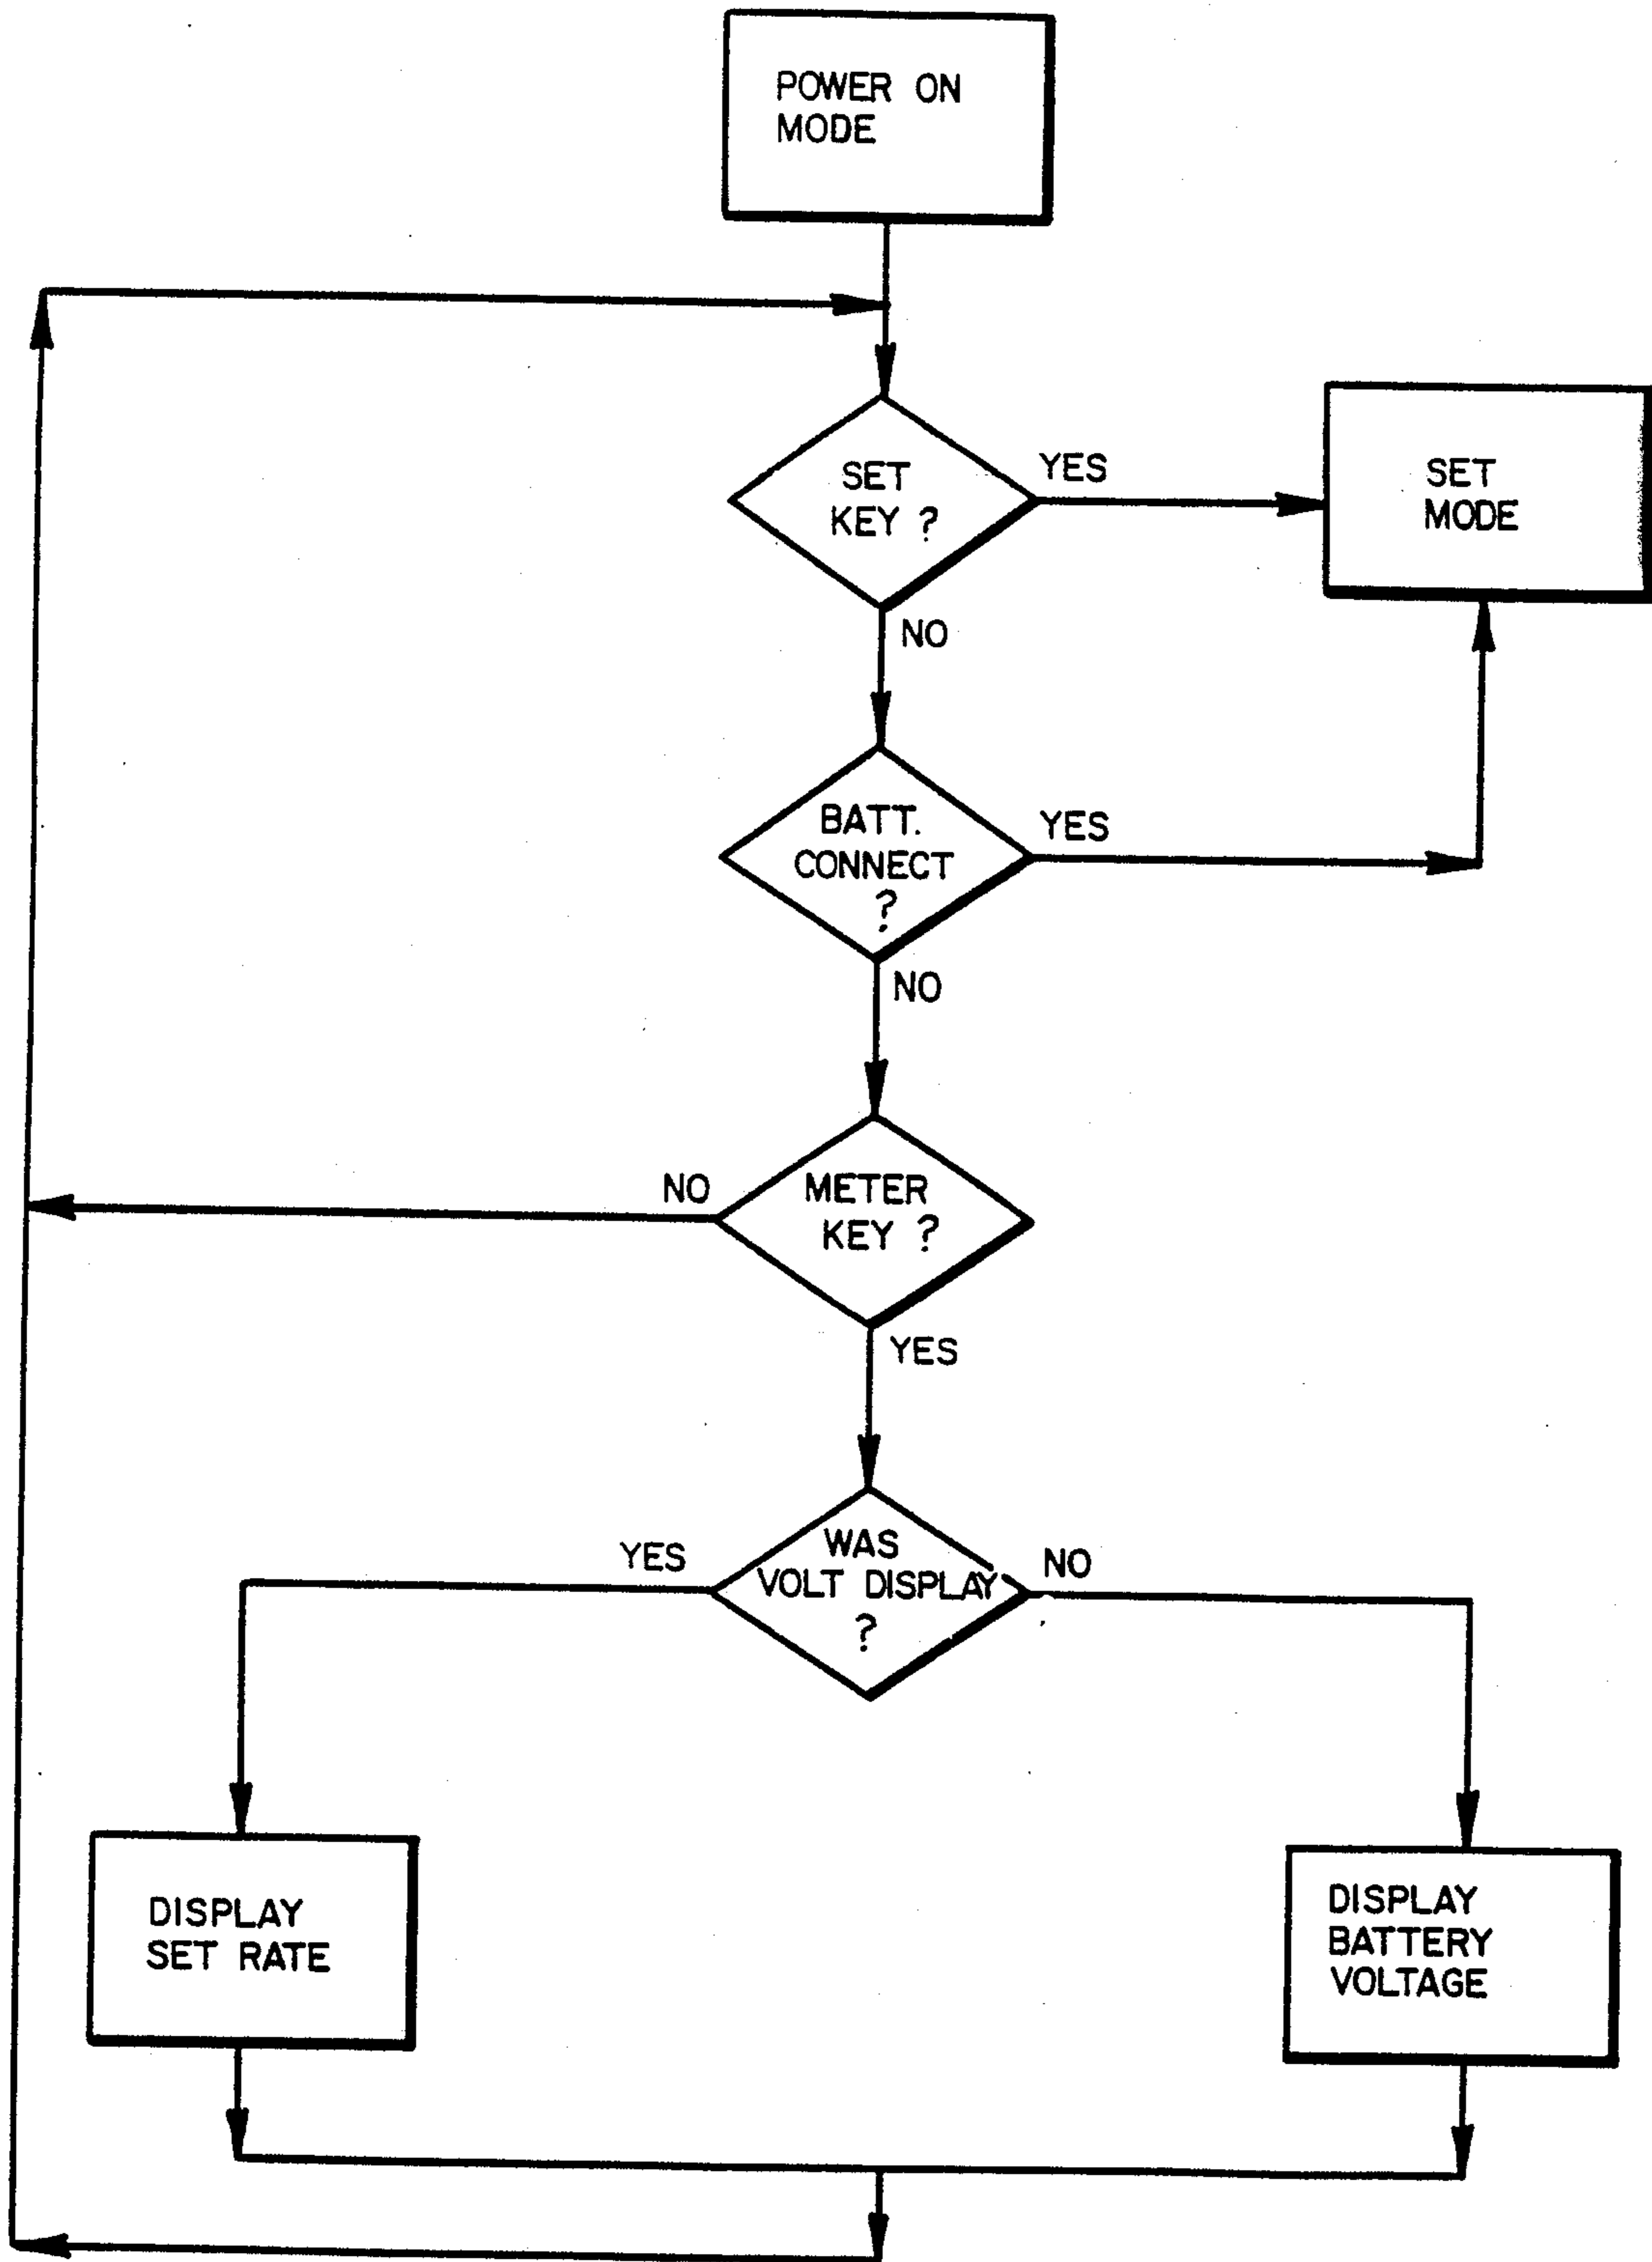 POWER ON
MODE
SET
KEY ?
YES
SET
MODE
NO
BATT.
CONNECT
?
YES
NO
METER
KEY ?
NO
YES
WAS
VOLT DISPLAY
?
YES
NO
DISPLAY
SET RATE
DISPLAY
BATTERY
VOLTAGE